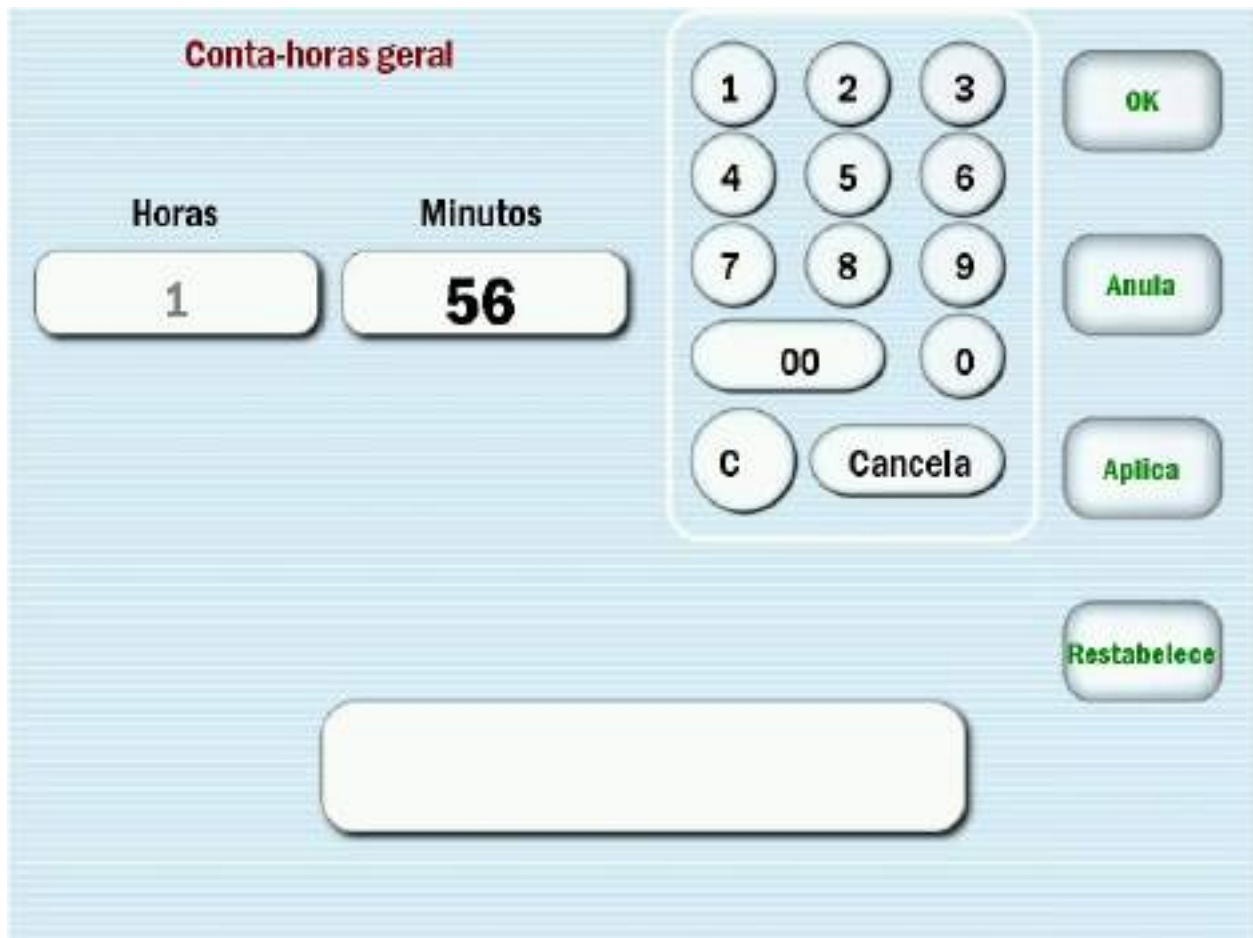 Conta-horas geral
Horas Minutos
1 56
1 2 3
4 5 6
7 8 9
00 0
C Cancela
OK
Anula
Aplica
Restabelece